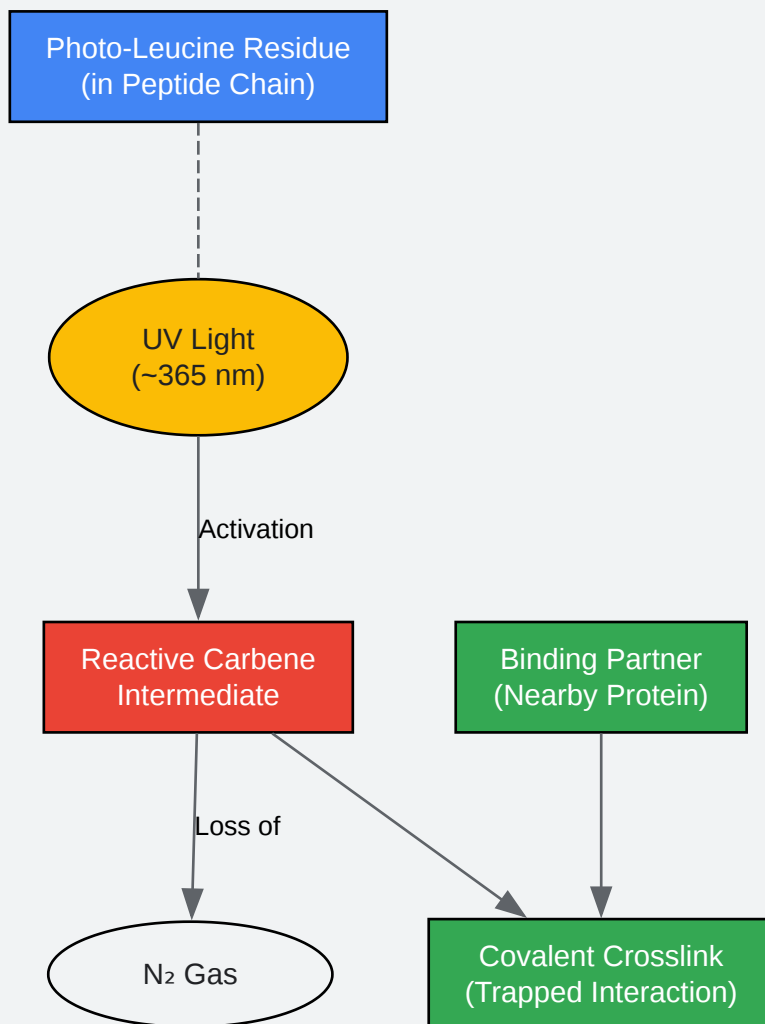 Photo-Leucine Residue
(in Peptide Chain)
UV Light
(~365 nm)
Activation
Reactive Carbene
Intermediate
Binding Partner
(Nearby Protein)
Loss of
N₂ Gas
Covalent Crosslink
(Trapped Interaction)